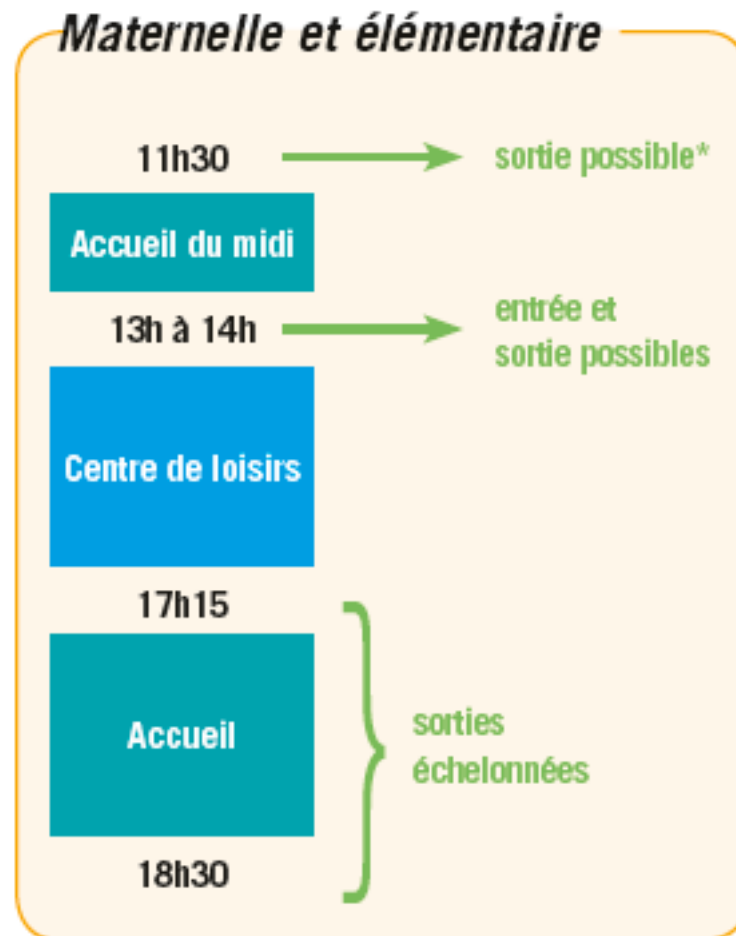 Maternelle et élémentaire
11h30 sortie possible*
Accueil du midi
13h à 14h entrée et
sortie possibles
Centre de loisirs
17h15
Accueil sorties
échelonnées
18h30